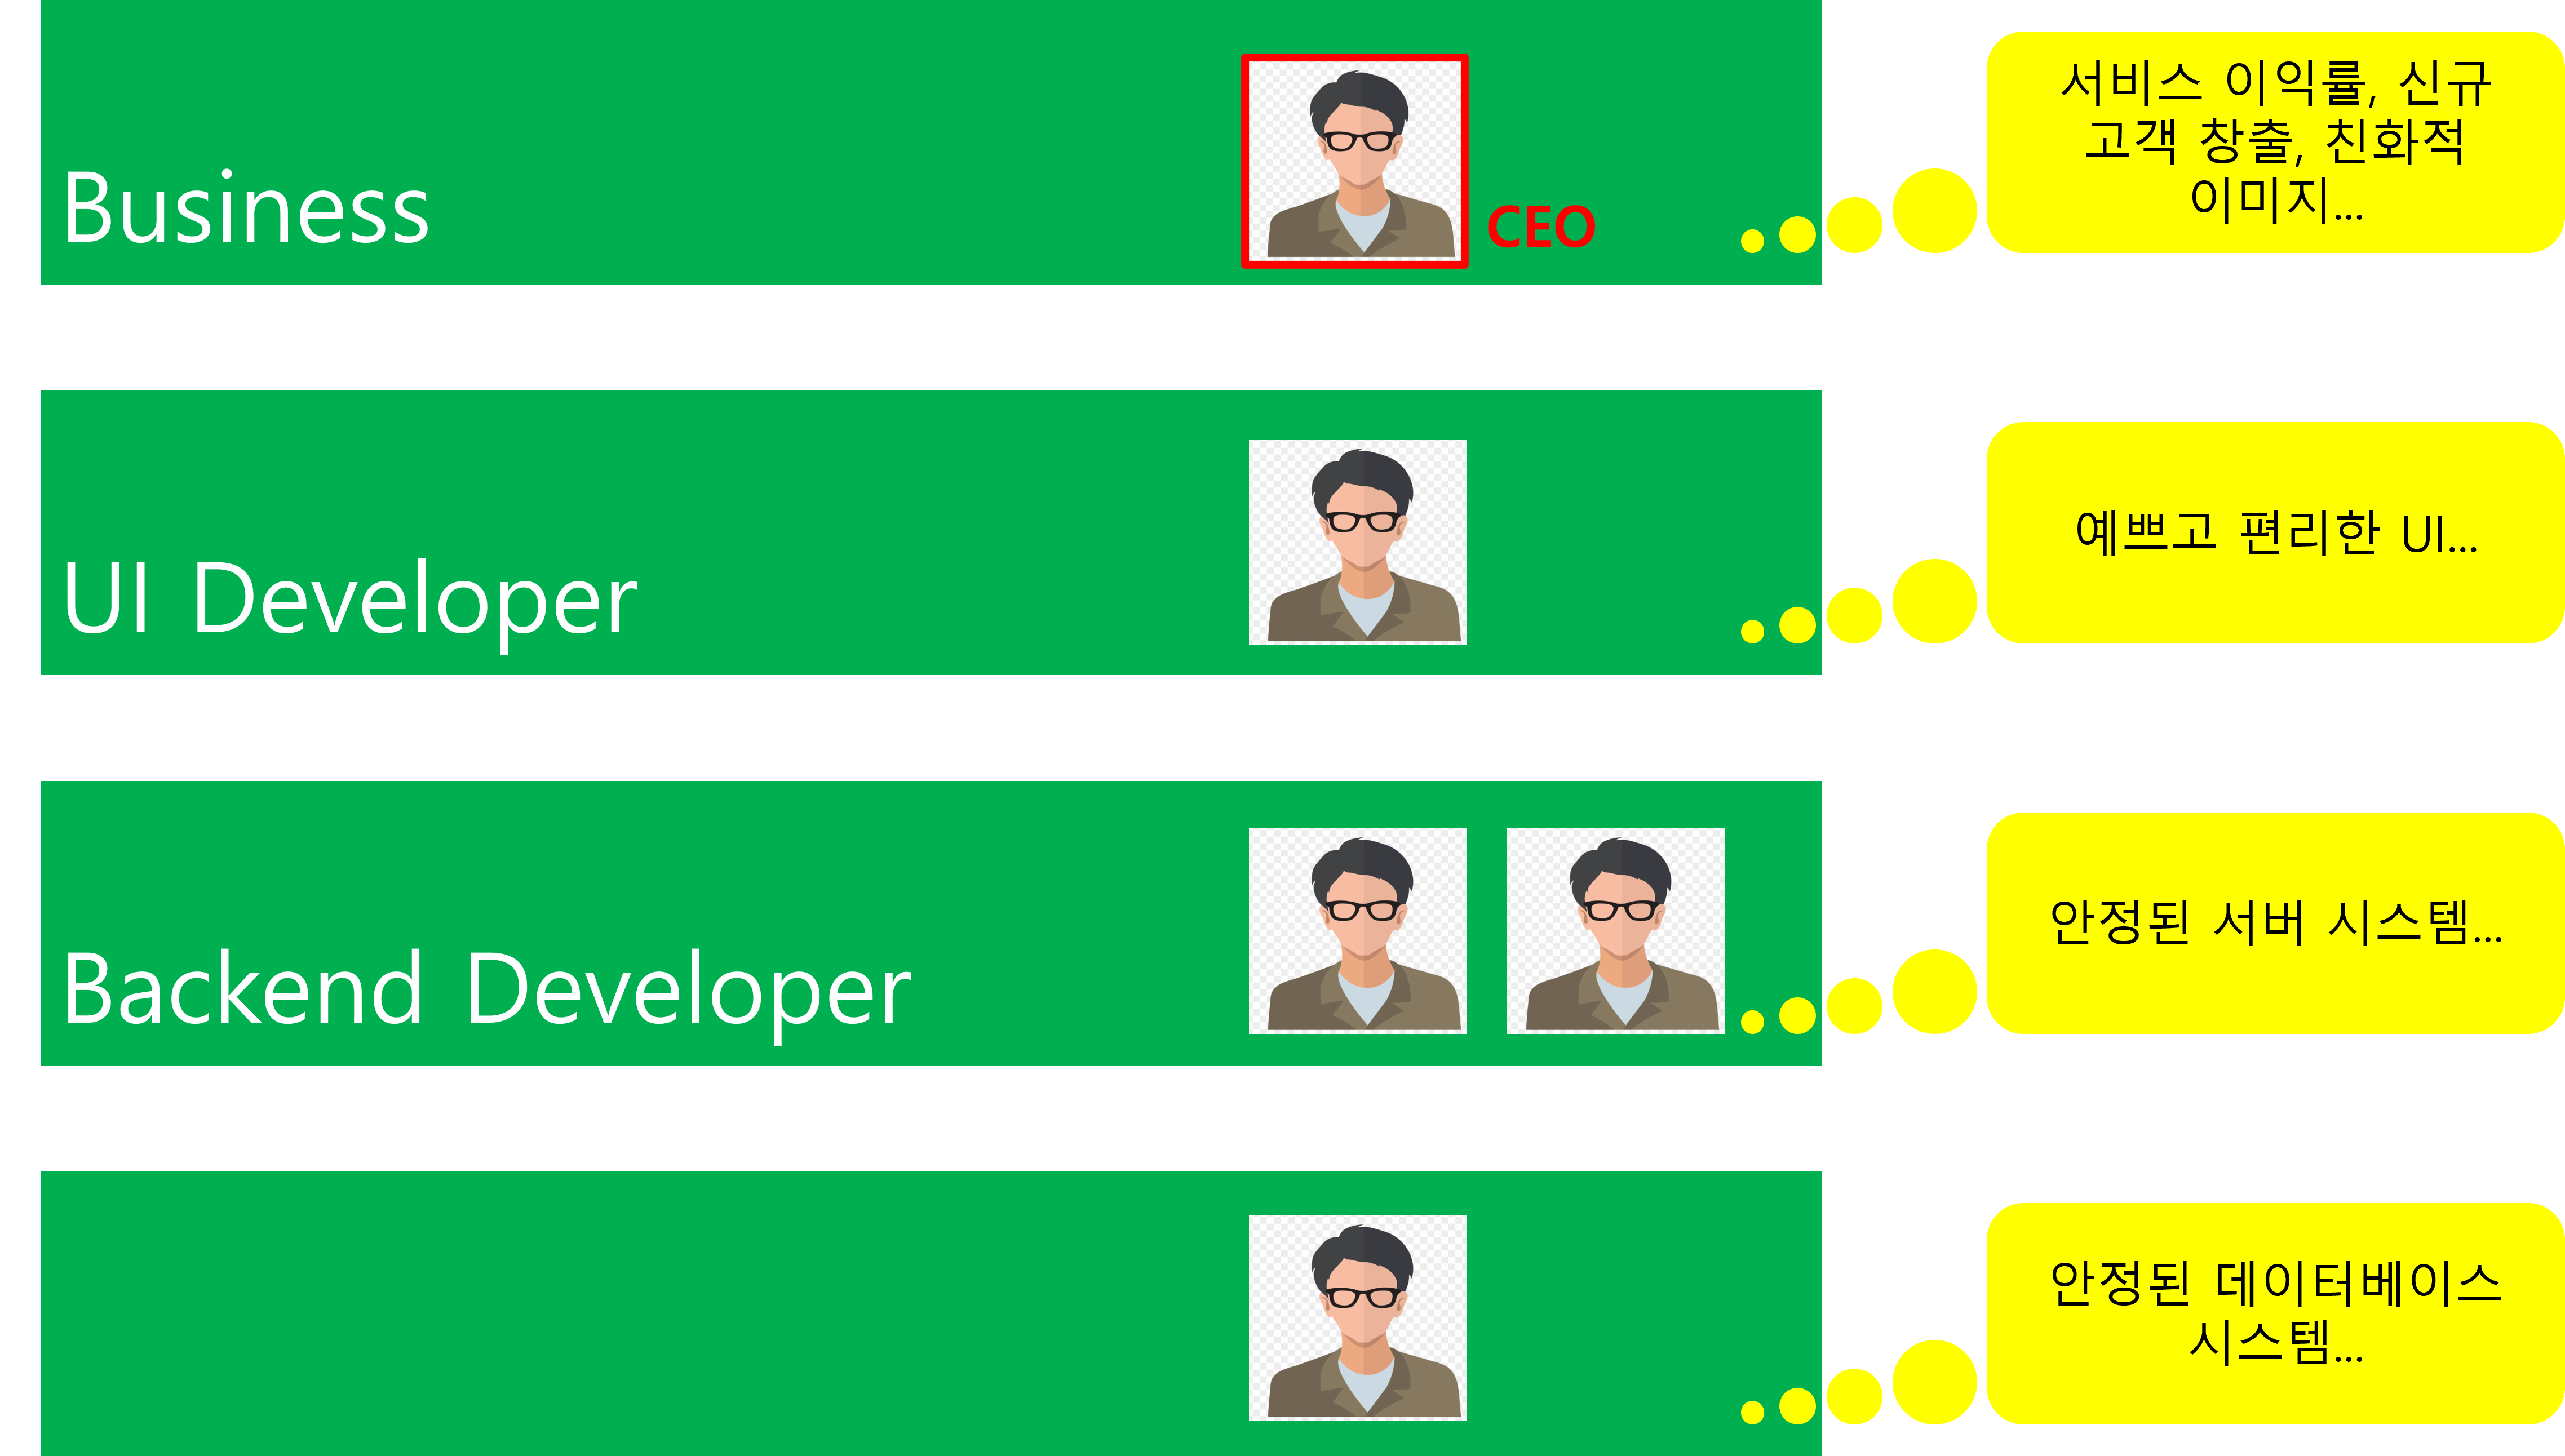 Business
CEO
서비스 이익률, 신규
고객 창출, 친화적
이미지...
UI Developer
예쁘고 편리한 UI...
Backend Developer
안정된 서버 시스템...
안정된 데이터베이스
시스템...